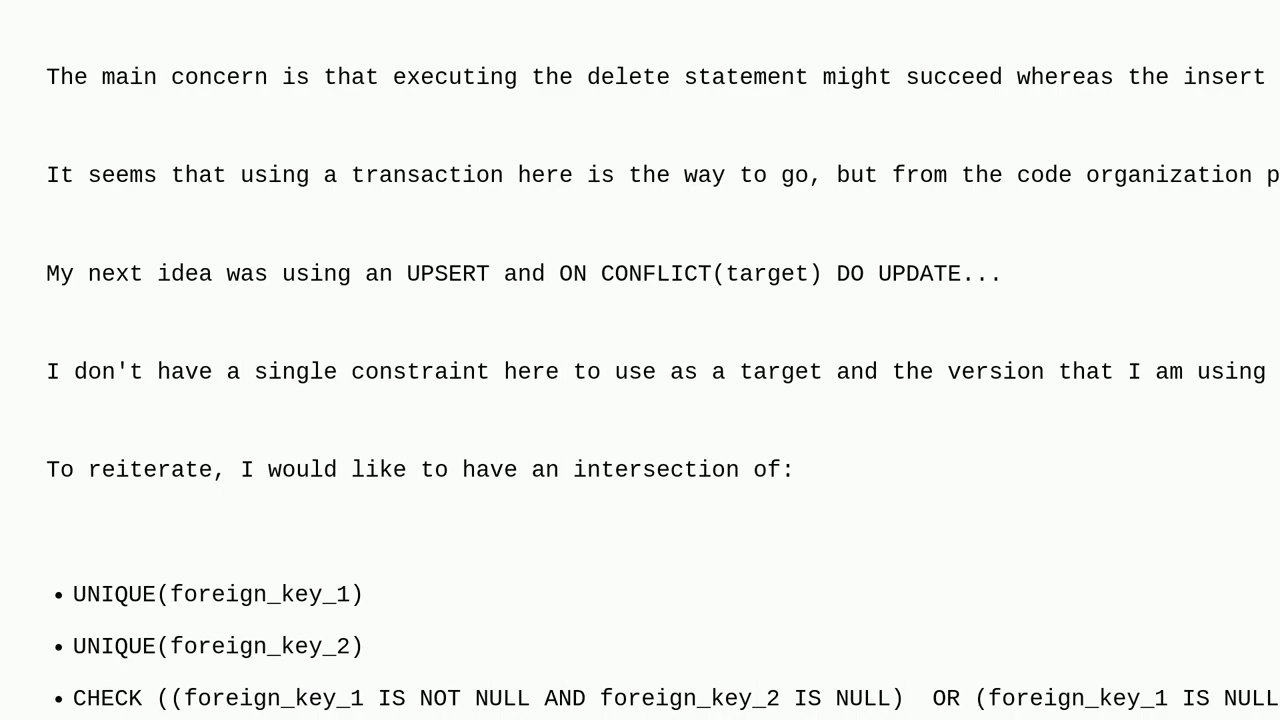 The main concern is that executing the delete statement might succeed whereas the insert
It seems that using a transaction here is the way to go, but from the code organization
My next idea was using an UPSERT and ON CONFLICT(target) DO UPDATE...
I don't have a single constraint here to use as a target and the version that I am using
To reiterate, I would like to have an intersection of:
• UNIQUE(foreign_key_1)
• UNIQUE(foreign_key_2)
• CHECK ((foreign_key_1 IS NOT NULL AND foreign_key_2 IS NULL)  OR (foreign_key_1 IS NULL